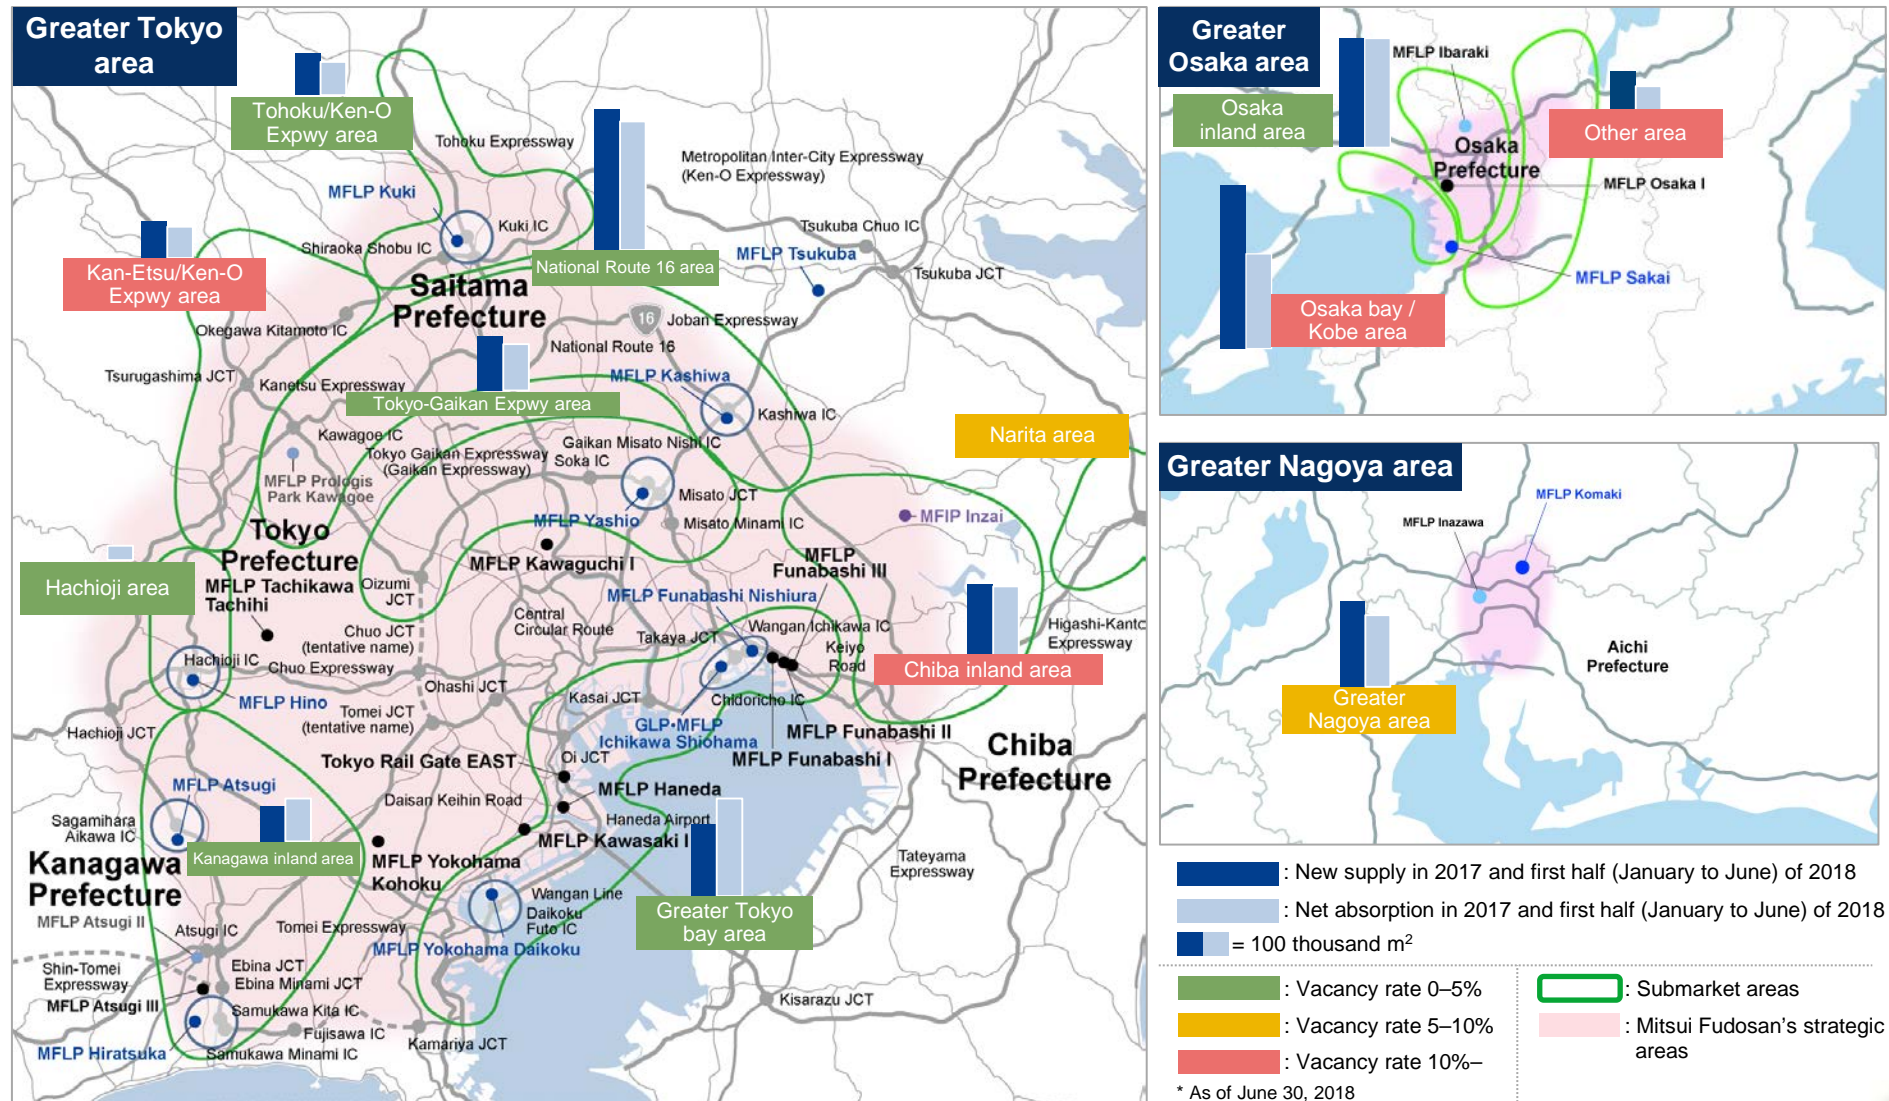 Greater Tokyo
area
Tohoku/Ken-O
Expwy area
Tohoku Expressway
Metropolitan Inter-City Expressway
(Ken-O Expressway)
MFLP Kuki
Kuki IC
Shiraoka Shobu IC
Tsukuba Chuo IC
MFLP Tsukuba
Tsukuba JCT
Kan-Etsu/Ken-O
Expwy area
National Route 16 area
Saitama
Prefecture
Okegawa Kitamoto IC
16
Joban Expressway
National Route 16
Tsurugashima JCT
Kanetsu Expressway
MFLP Kashiwa
Tokyo-Gaikan Expwy area
Kashiwa IC
Narita area
Kawagoe IC
Gaikan Misato Nishi IC
Tokyo Gaikan Expressway
(Gaikan Expressway)
Soka IC
MFLP Prologis
Park Kawagoe
Misato JCT
MFLP Yashio
Misato Minami IC
MFIP Inzai
Tokyo
Prefecture
MFLP Kawaguchi I
MFLP
Funabashi III
Hachioji area
MFLP Tachikawa
Tachihi
Oizumi
JCT
MFLP Funabashi Nishiura
Central
Circular Route
Chuo JCT
(tentative name)
Takaya JCT
Wangan Ichikawa IC
Keiyo
Road
Higashi-Kanto
Expressway
Hachioji IC
Chuo Expressway
Chiba inland area
Ohashi JCT
Kasai JCT
Chidoricho IC
MFLP Hino
Tomei JCT
(tentative name)
Hachioji JCT
GLP•MFLP
Ichikawa Shiohama
MFLP Funabashi II
MFLP Funabashi I
Oi JCT
Tokyo Rail Gate EAST
Chiba
Prefecture
MFLP Atsugi
MFLP Haneda
Daisan Keihin Road
Haneda Airport
Sagamihara
Aikawa IC
MFLP Kawasaki I
Kanagawa inland area
Kanagawa
Prefecture
MFLP Yokohama
Kohoku
Tateyama
Expressway
Wangan Line
Daikoku
Futo IC
Greater Tokyo
bay area
MFLP Atsugi II
Atsugi IC
Tomei Expressway
MFLP Yokohama Daikoku
Shin-Tomei
Expressway
Ebina JCT
Ebina Minami JCT
MFLP Atsugi III
Samukawa Kita IC
Kisarazu JCT
Fujisawa IC
Kamariya JCT
MFLP Hiratsuka
Samukawa Minami IC
Greater
Osaka area
MFLP Ibaraki
Osaka
inland area
Other area
Osaka
Prefecture
MFLP Osaka I
MFLP Sakai
Osaka bay /
Kobe area
Greater Nagoya area
MFLP Komaki
MFLP Inazawa
Aichi
Prefecture
Greater
Nagoya area
: New supply in 2017 and first half (January to June) of 2018
: Net absorption in 2017 and first half (January to June) of 2018
= 100 thousand m²
: Vacancy rate 0–5%
: Vacancy rate 5–10%
: Vacancy rate 10%–
* As of June 30, 2018
: Submarket areas
: Mitsui Fudosan's strategic
areas